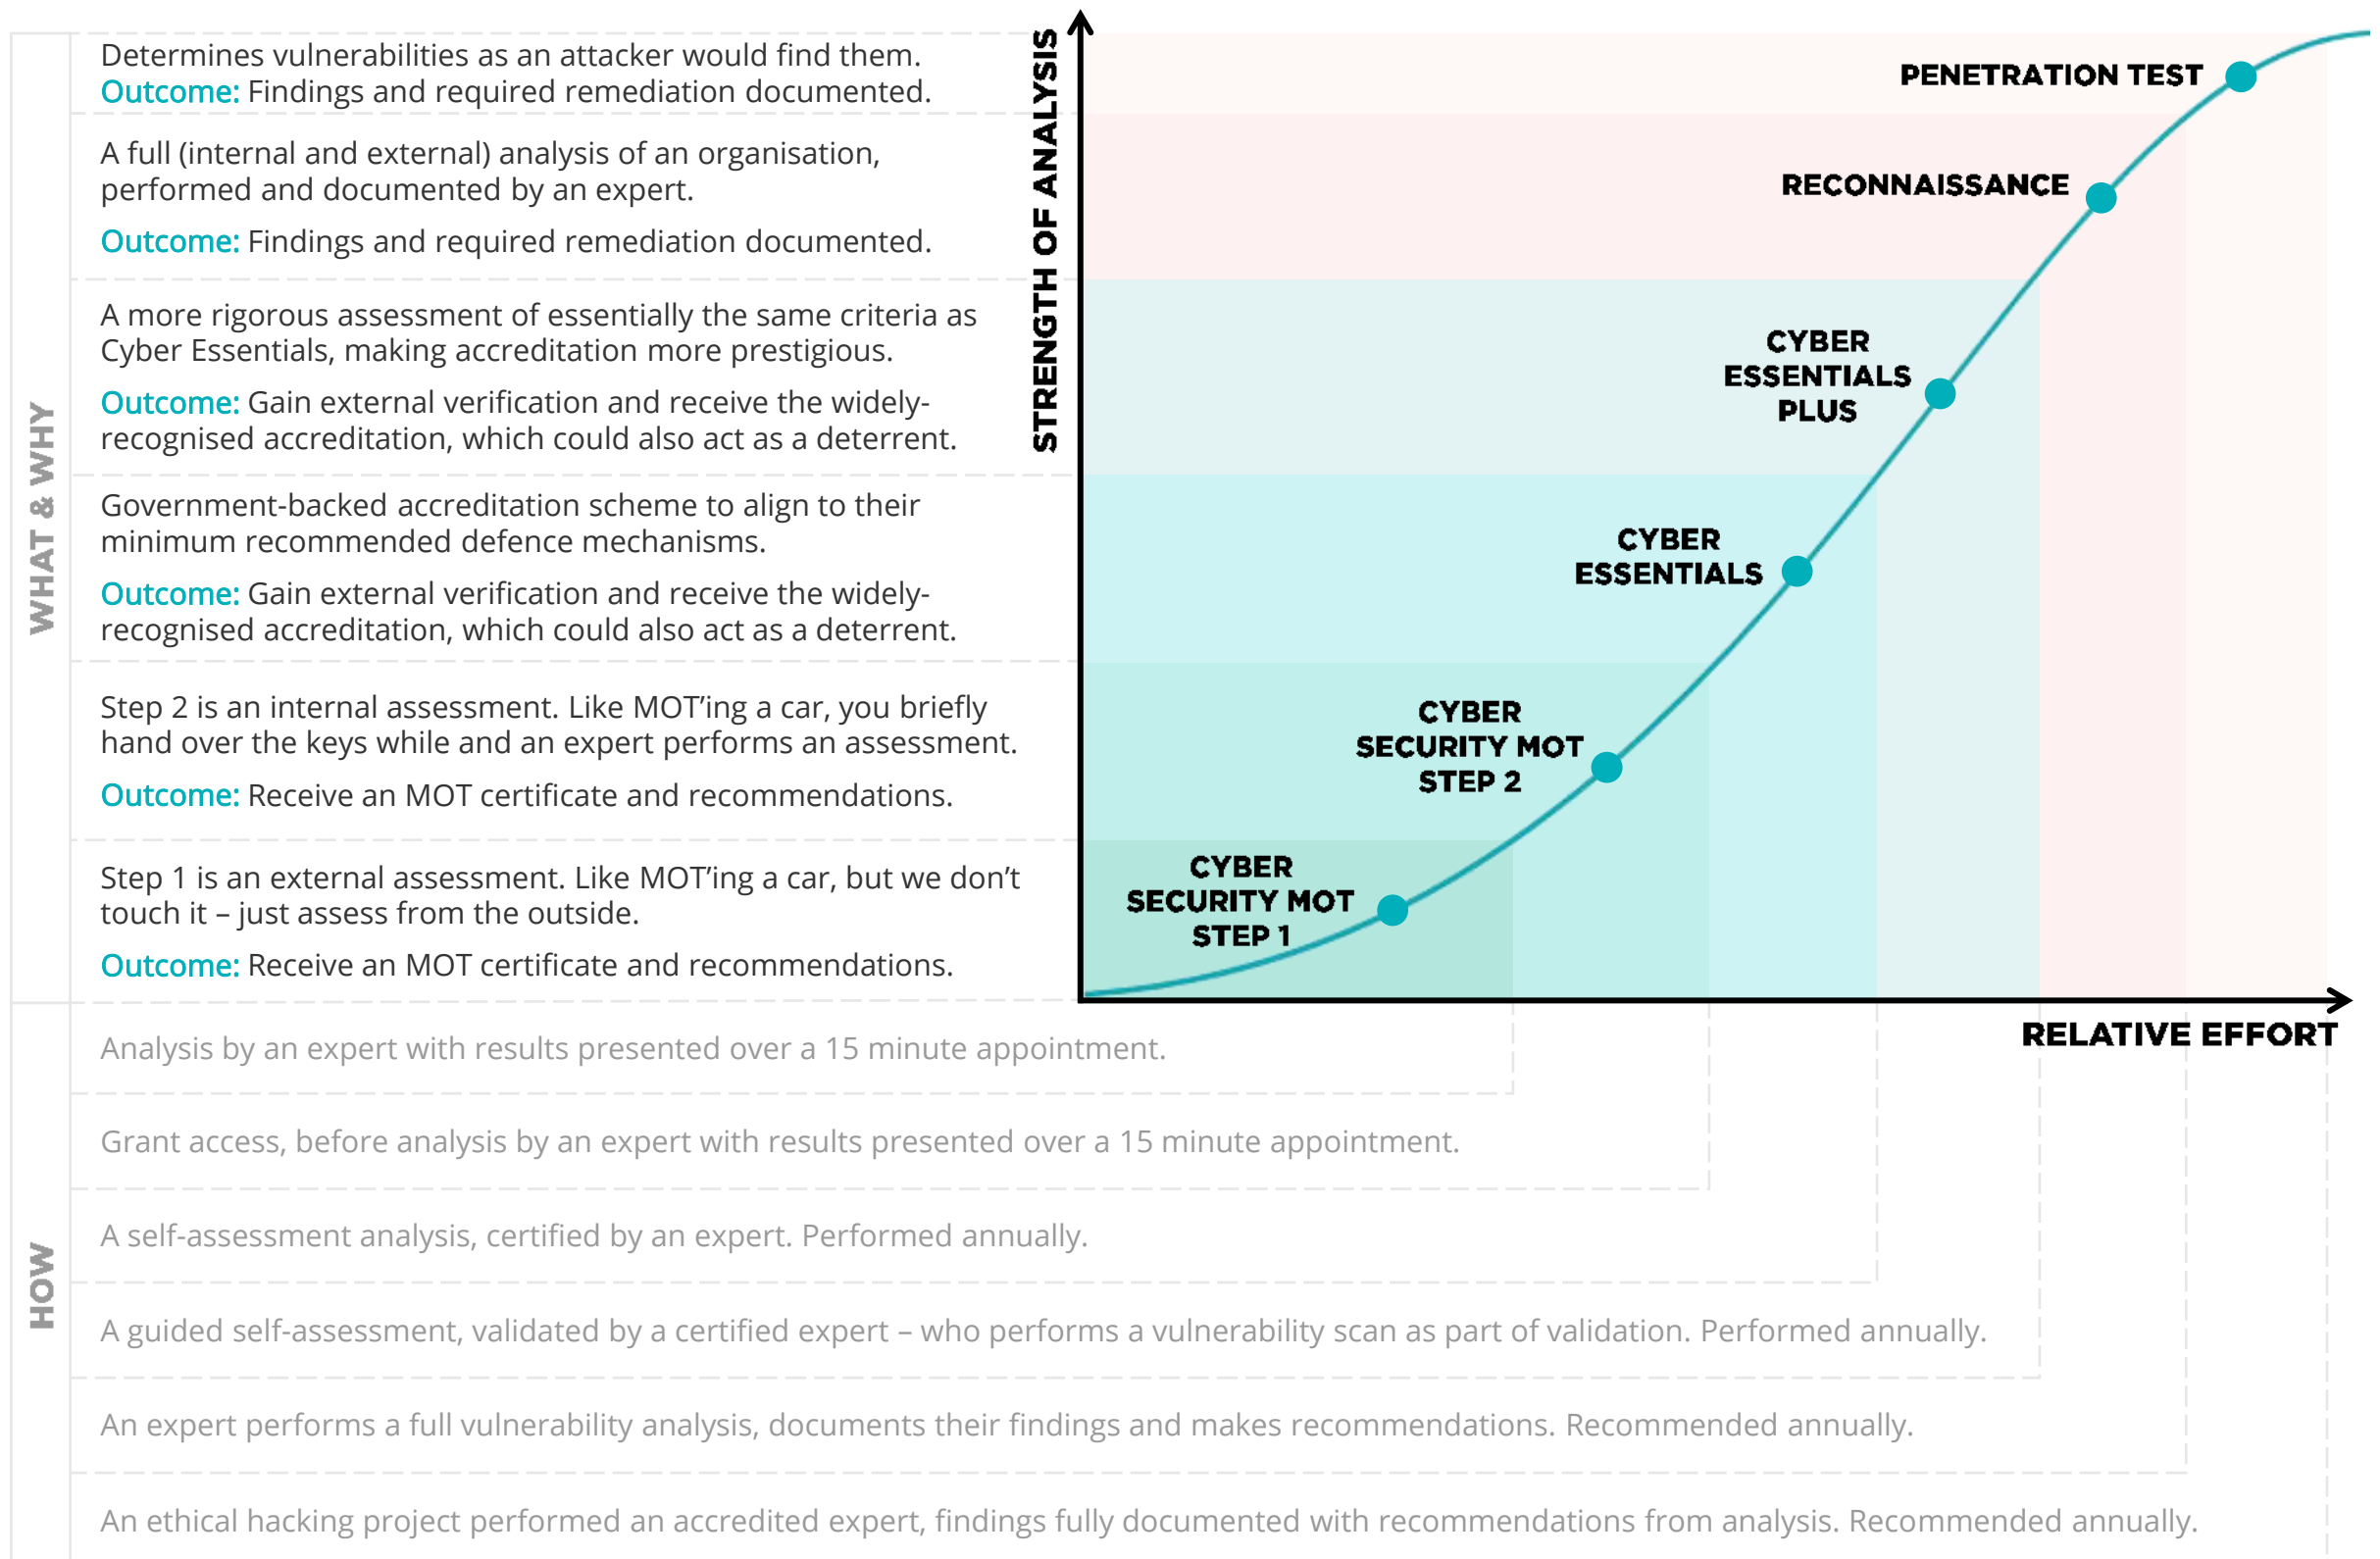 WHAT & WHY
Determines vulnerabilities as an attacker would find them.
Outcome: Findings and required remediation documented.
A full (internal and external) analysis of an organisation,
performed and documented by an expert.
Outcome: Findings and required remediation documented.
A more rigorous assessment of essentially the same criteria as
Cyber Essentials, making accreditation more prestigious.
Outcome: Gain external verification and receive the widely-
recognised accreditation, which could also act as a deterrent.
Government-backed accreditation scheme to align to their
minimum recommended defence mechanisms.
Outcome: Gain external verification and receive the widely-
recognised accreditation, which could also act as a deterrent.
Step 2 is an internal assessment. Like MOT’ing a car, you briefly
hand over the keys while and an expert performs an assessment.
Outcome: Receive an MOT certificate and recommendations.
Step 1 is an external assessment. Like MOT’ing a car, but we don’t
touch it – just assess from the outside.
Outcome: Receive an MOT certificate and recommendations.
STRENGTH OF ANALYSIS
PENETRATION TEST
RECONNAISSANCE
CYBER
ESSENTIALS
PLUS
CYBER
ESSENTIALS
CYBER
SECURITY MOT
STEP 2
CYBER
SECURITY MOT
STEP 1
RELATIVE EFFORT
HOW
Analysis by an expert with results presented over a 15 minute appointment.
Grant access, before analysis by an expert with results presented over a 15 minute appointment.
A self-assessment analysis, certified by an expert. Performed annually.
A guided self-assessment, validated by a certified expert – who performs a vulnerability scan as part of validation. Performed annually.
An expert performs a full vulnerability analysis, documents their findings and makes recommendations. Recommended annually.
An ethical hacking project performed an accredited expert, findings fully documented with recommendations from analysis. Recommended annually.